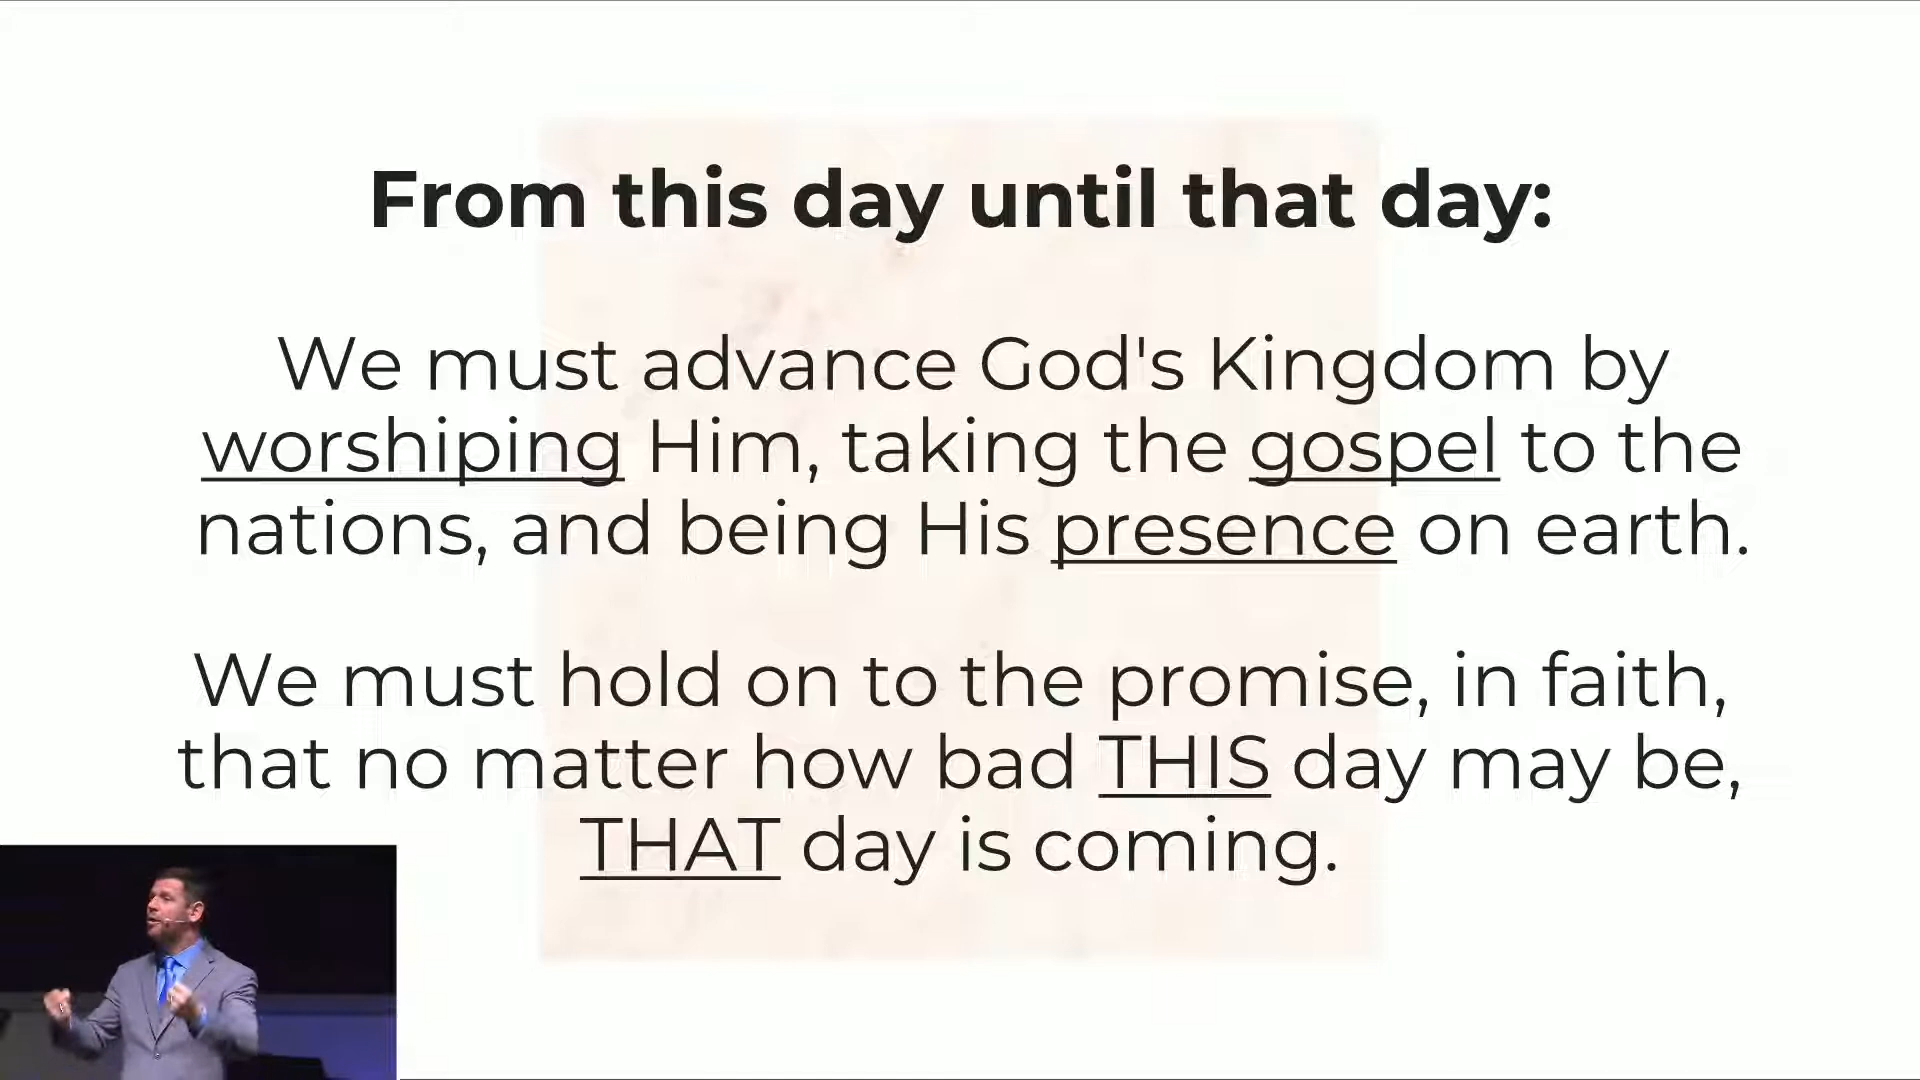 From this day until that day:
We must advance God's Kingdom by
worshiping Him, taking the gospel to the
nations, and being His presence on earth.
We must hold on to the promise, in faith,
that no matter how bad THIS day may be,
THAT day is coming.